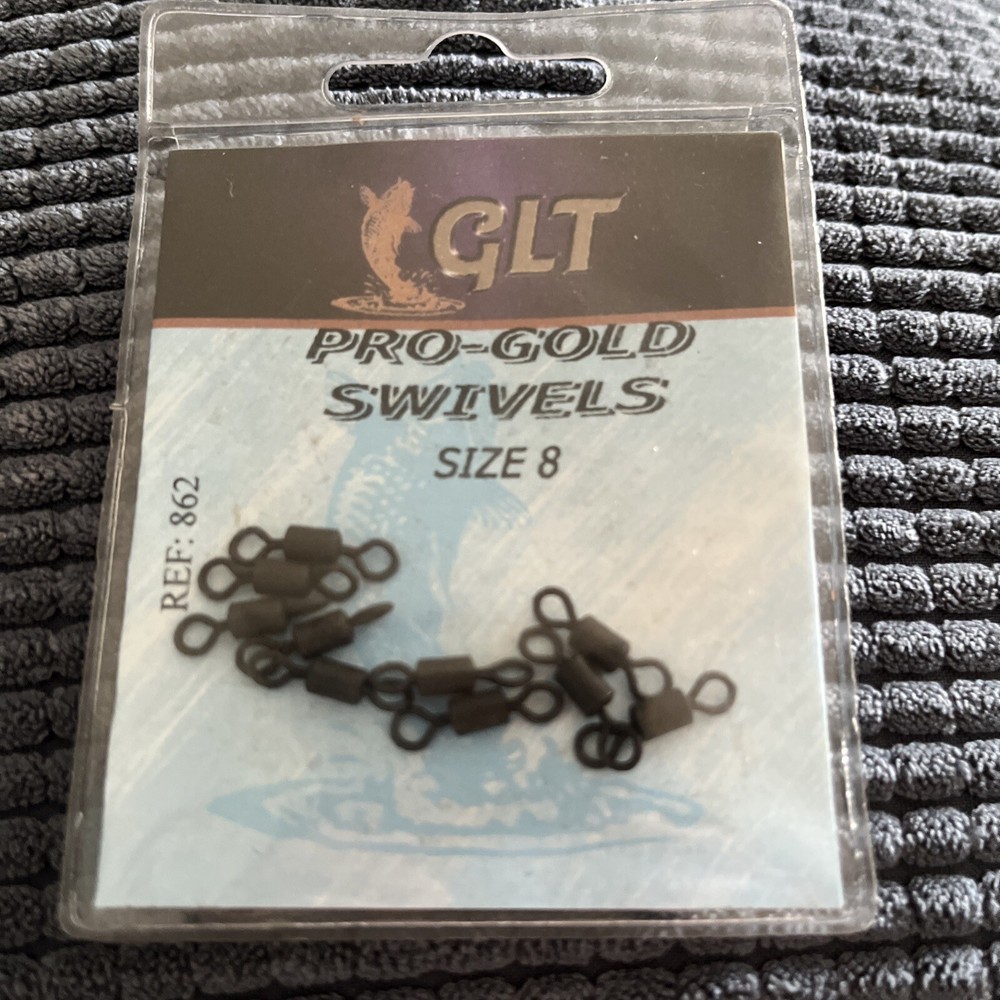 GLT
PRO-GOLD
SWIVELS
SIZE 8
REF: 862